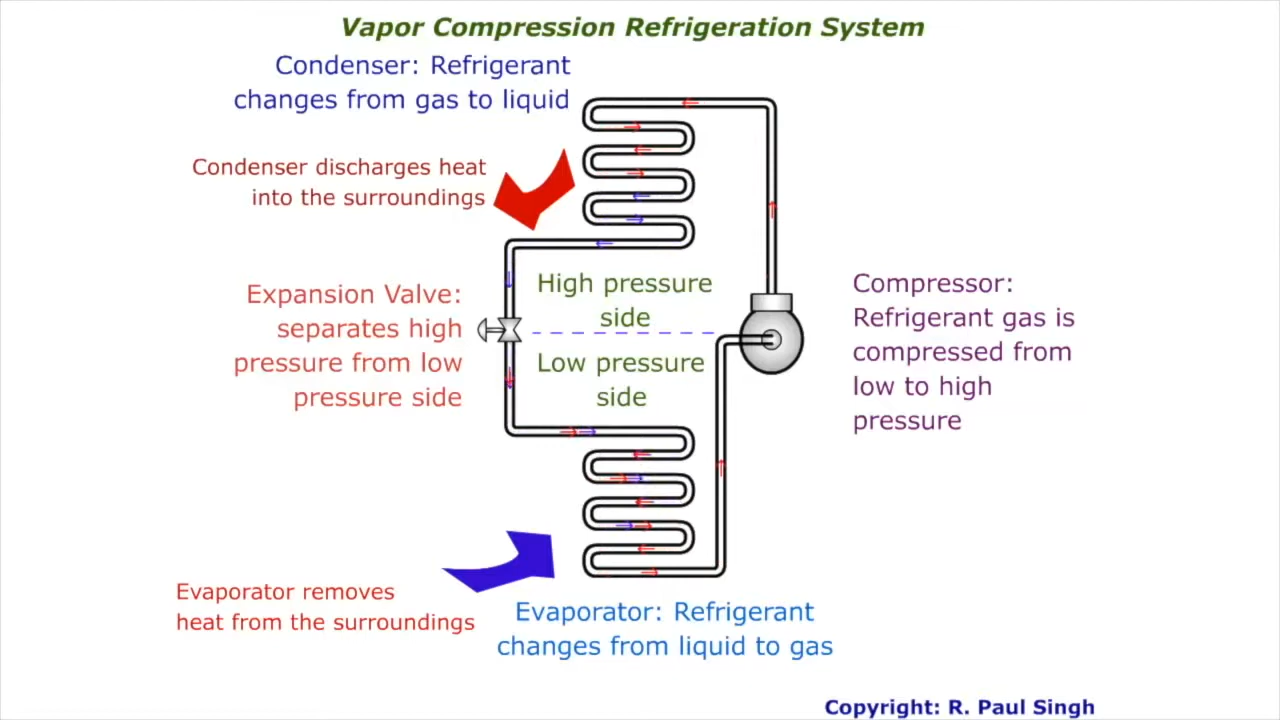 Vapor Compression Refrigeration System
Condenser: Refrigerant
changes from gas to liquid
Condenser discharges heat
into the surroundings
Expansion Valve:
separates high
pressure from low
pressure side
High pressure
side
Low pressure
side
Compressor:
Refrigerant gas is
compressed from
low to high
pressure
Evaporator removes
heat from the surroundings
Evaporator: Refrigerant
changes from liquid to gas
Copyright: R. Paul Singh